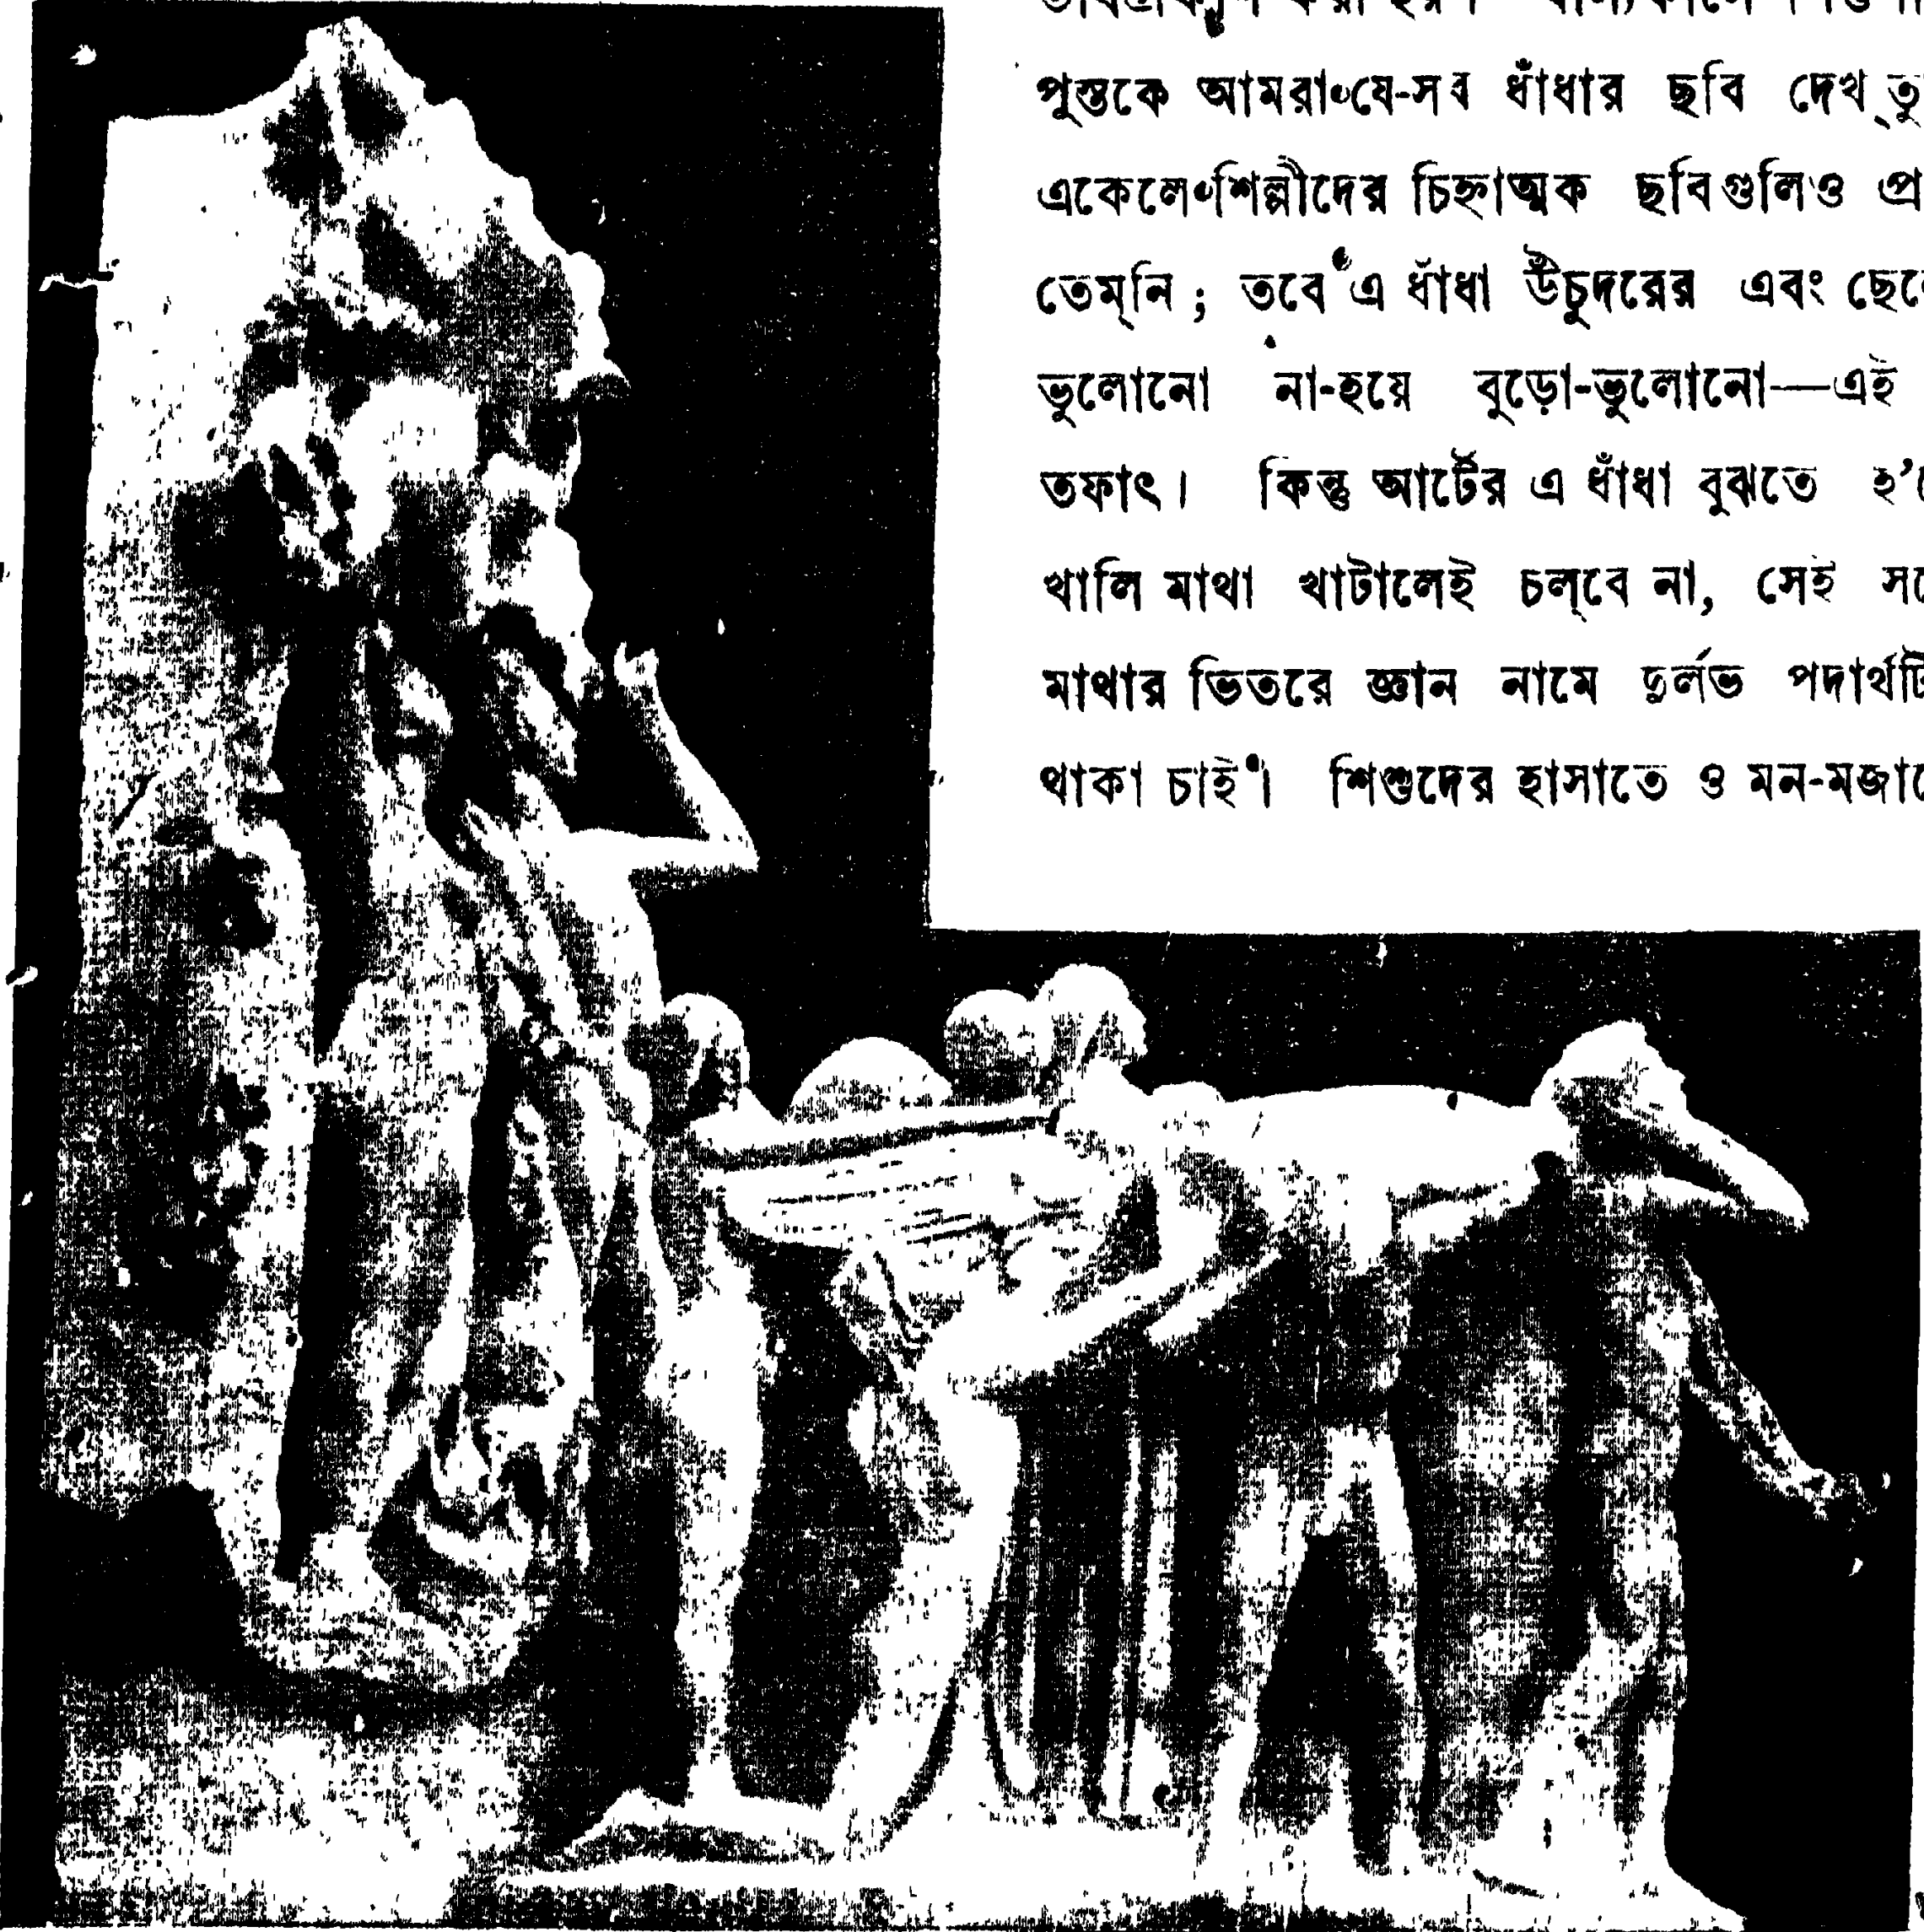 পুস্তকে আমরা যে-সব ধাঁধার ছবি দেখ্‌তু
একেলে শিল্পীদের চিহ্নাত্মক ছবিগুলিও প্র
তেম্‌নি ; তবে এ ধাঁধা উঁচুদরের এবং ছেলে
ভুলোনো না-হয়ে বুড়ো-ভুলোনো—এই
তফাৎ। কিন্তু আর্টের এ ধাঁধা বুঝতে হ'
খালি মাথা খাটালেই চল্‌বে না, সেই
মাথার ভিতরে জ্ঞান নামে দুর্লভ পদার্থটি
থাকা চাই। শিশুদের হাসাতে ও মন-মজা